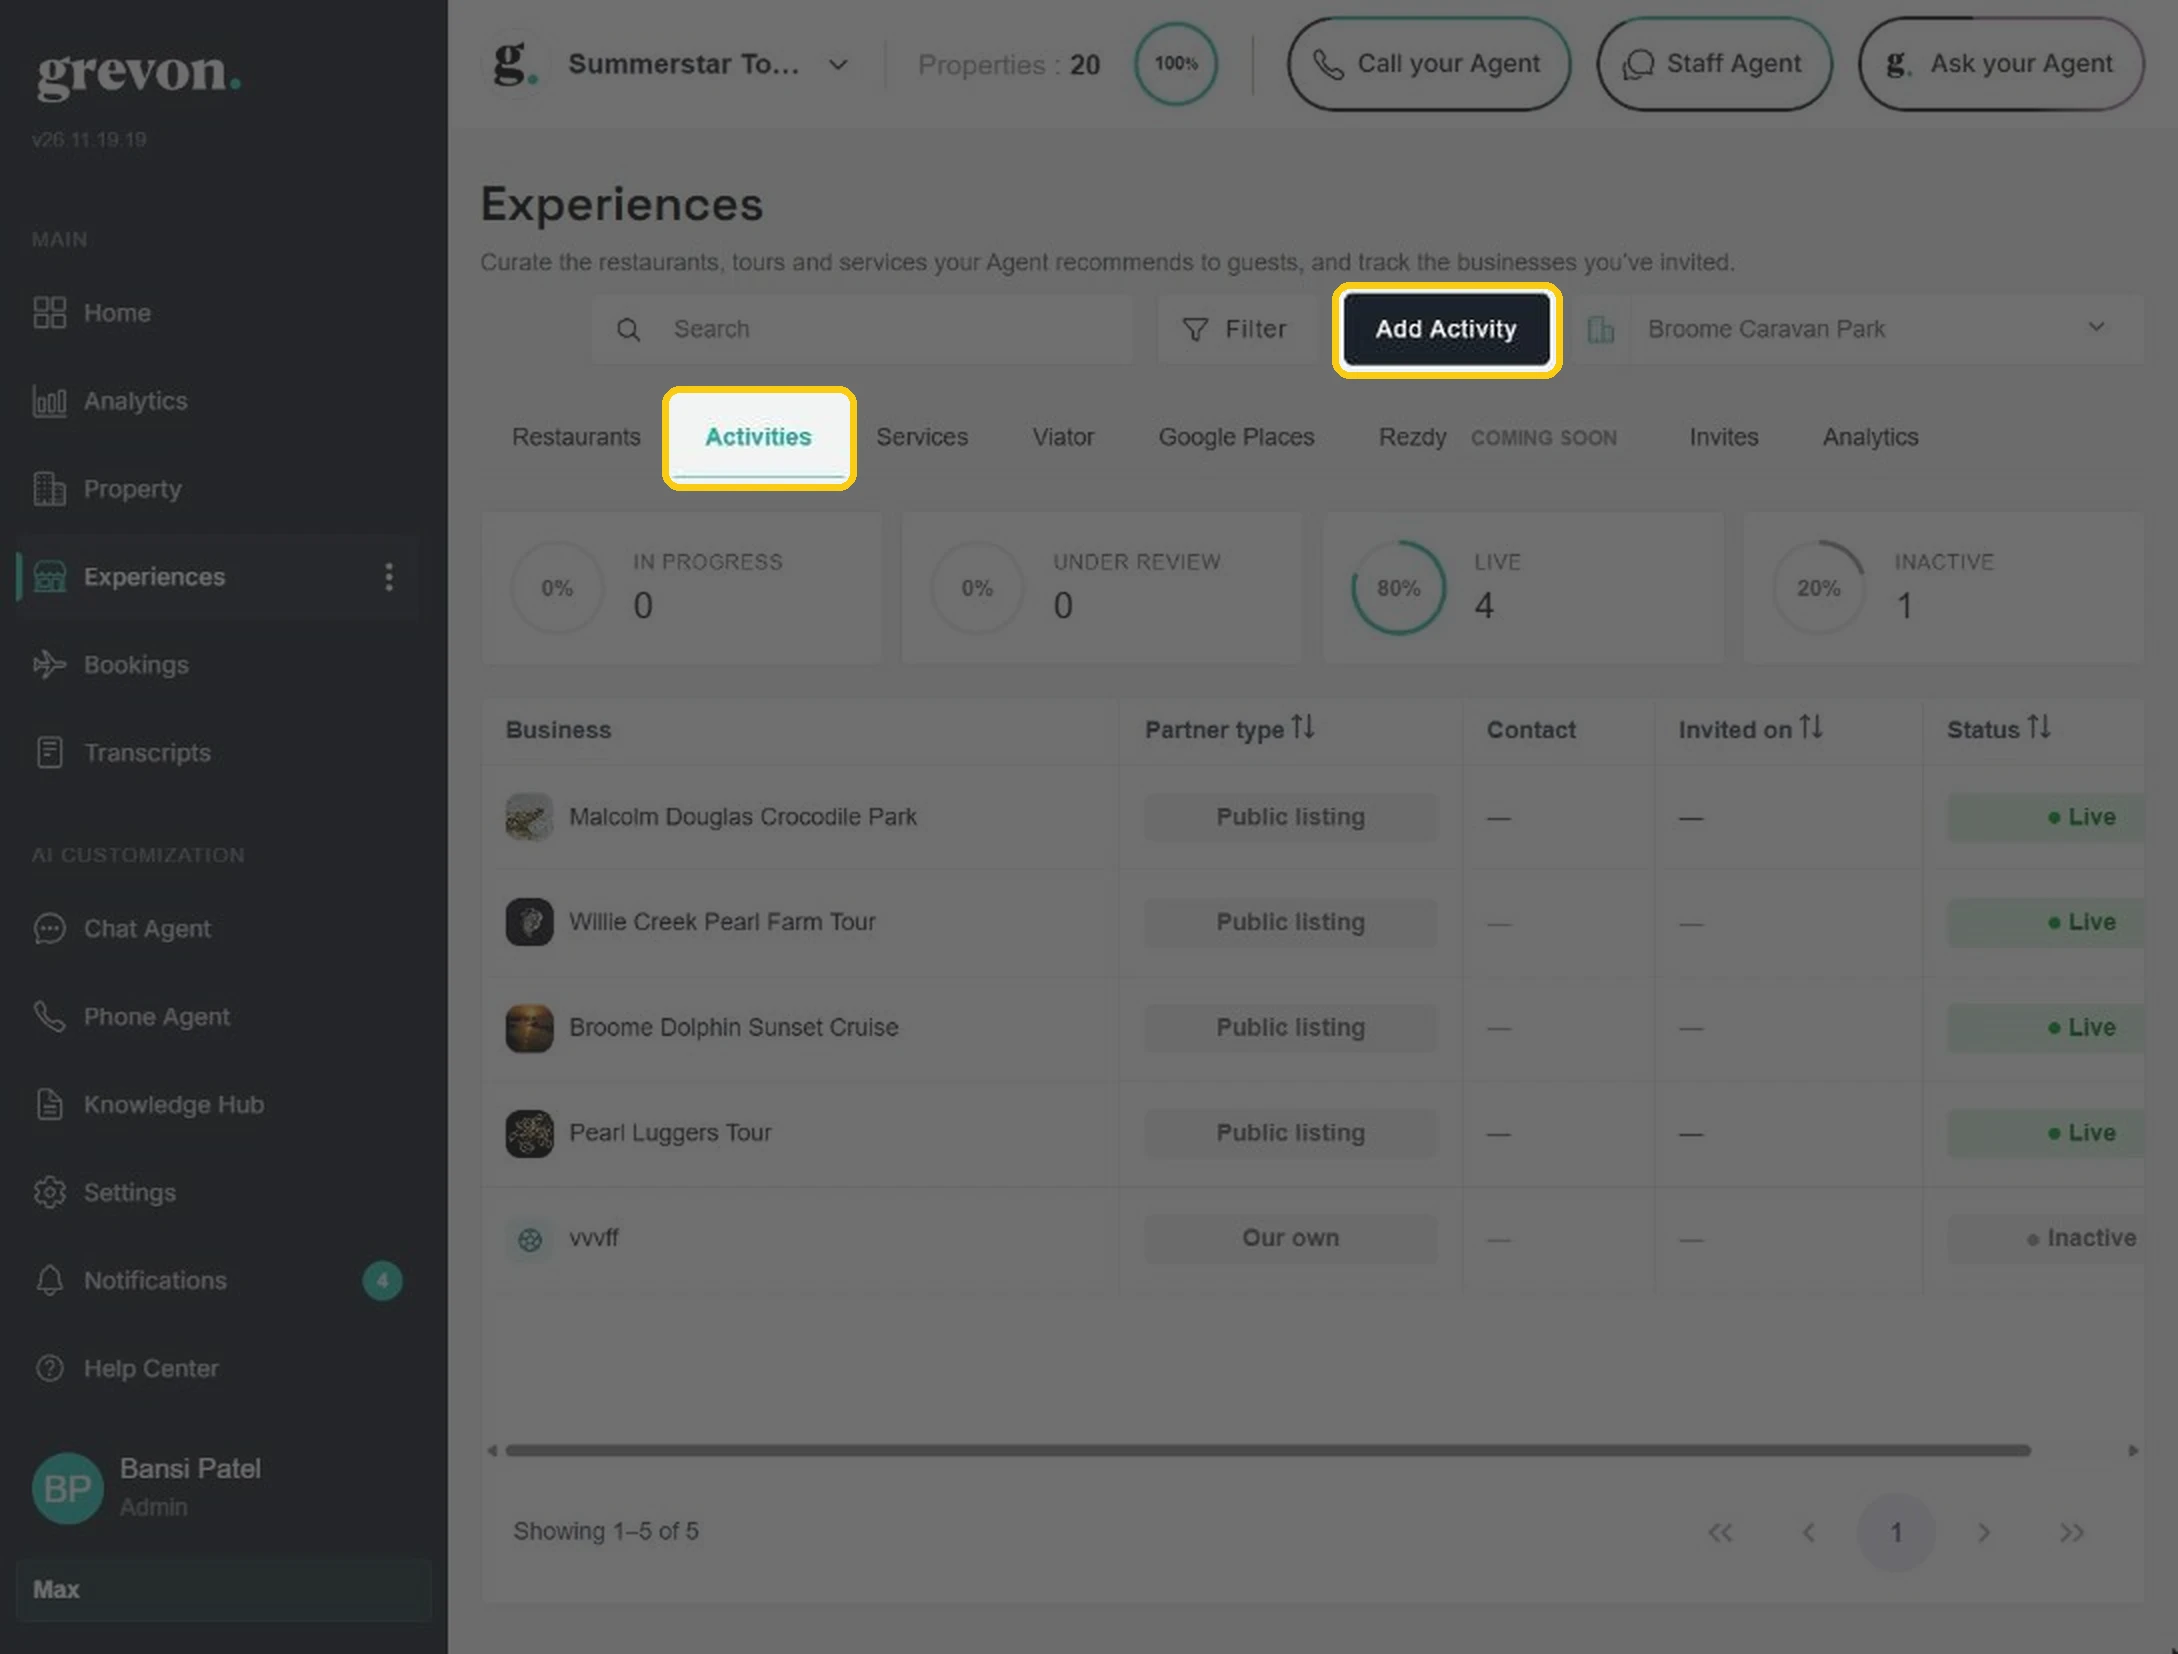 grevon.
v26.11.19.19
MAIN
Home
Analytics
Property
Experiences
Bookings
Transcripts
AI CUSTOMIZATION
Chat Agent
Phone Agent
Knowledge Hub
Settings
Notifications 4
Help Center
BP Bansi Patel
Admin
Max
g. Summerstar To... Properties : 20 100% Call your Agent Staff Agent g. Ask your Agent
Experiences
Curate the restaurants, tours and services your Agent recommends to guests, and track the businesses you've invited.
Search Filter Add Activity Broome Caravan Park
Restaurants Activities Services Viator Google Places Rezdy COMING SOON Invites Analytics
0% IN PROGRESS 0
0% UNDER REVIEW 0
80% LIVE 4
20% INACTIVE 1
Business Partner type Contact Invited on Status
Malcolm Douglas Crocodile Park Public listing — — Live
Willie Creek Pearl Farm Tour Public listing — — Live
Broome Dolphin Sunset Cruise Public listing — — Live
Pearl Luggers Tour Public listing — — Live
vvvff Our own — — Inactive
Showing 1–5 of 5 1